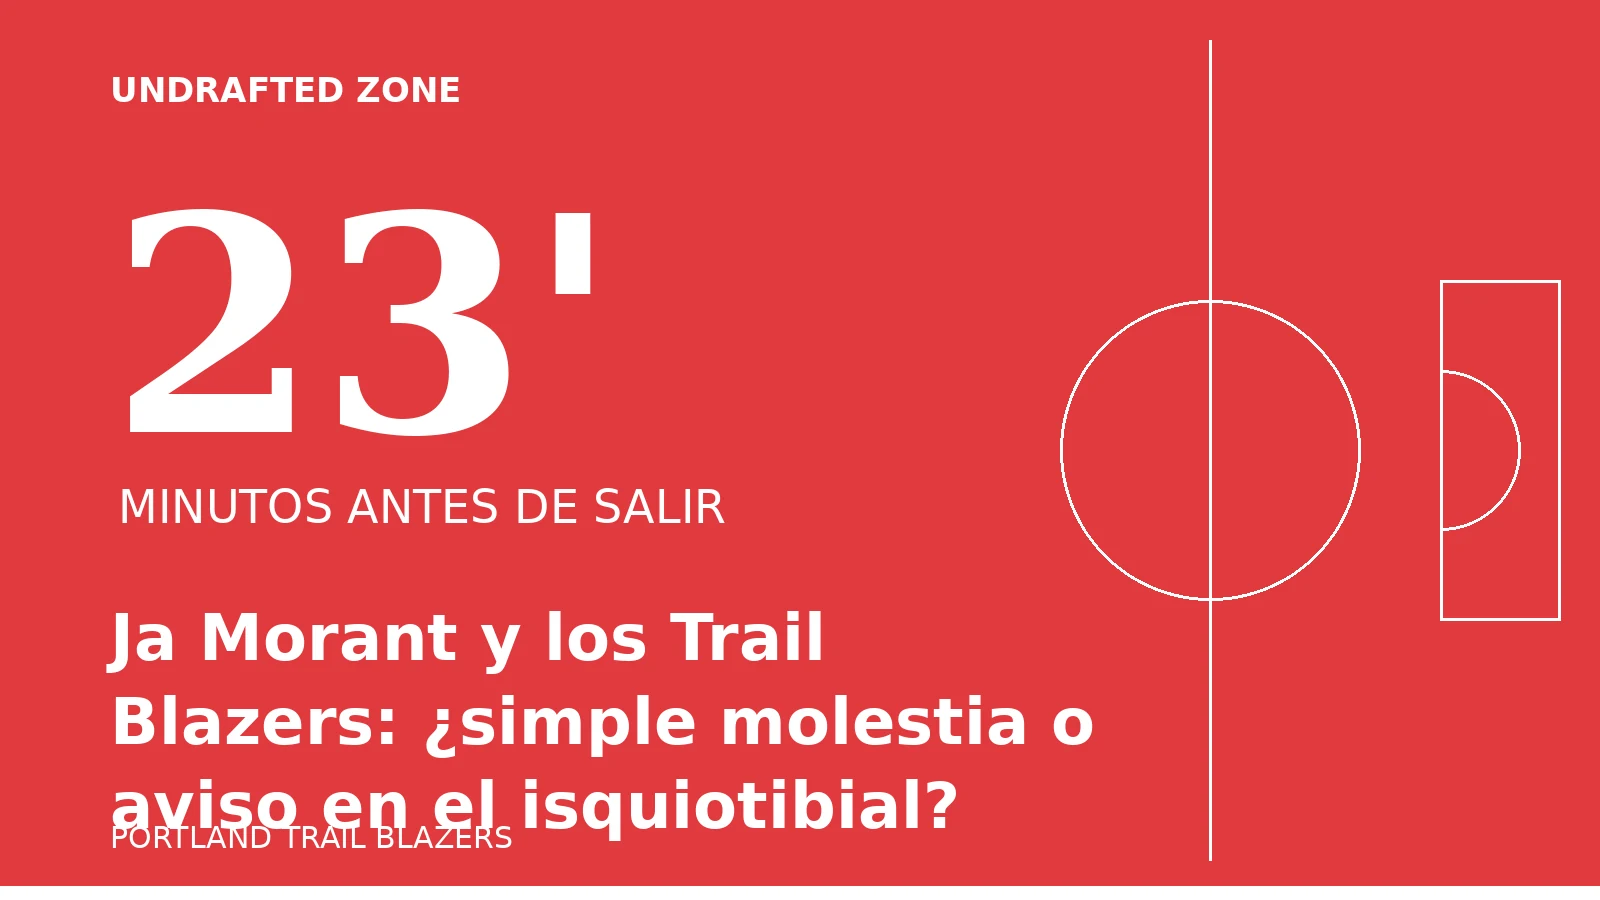 UNDRAFTED ZONE
23'
MINUTOS ANTES DE SALIR
Ja Morant y los Trail
Blazers: ¿simple molestia o
aviso en el isquiotibial?
PORTLAND TRAIL BLAZERS